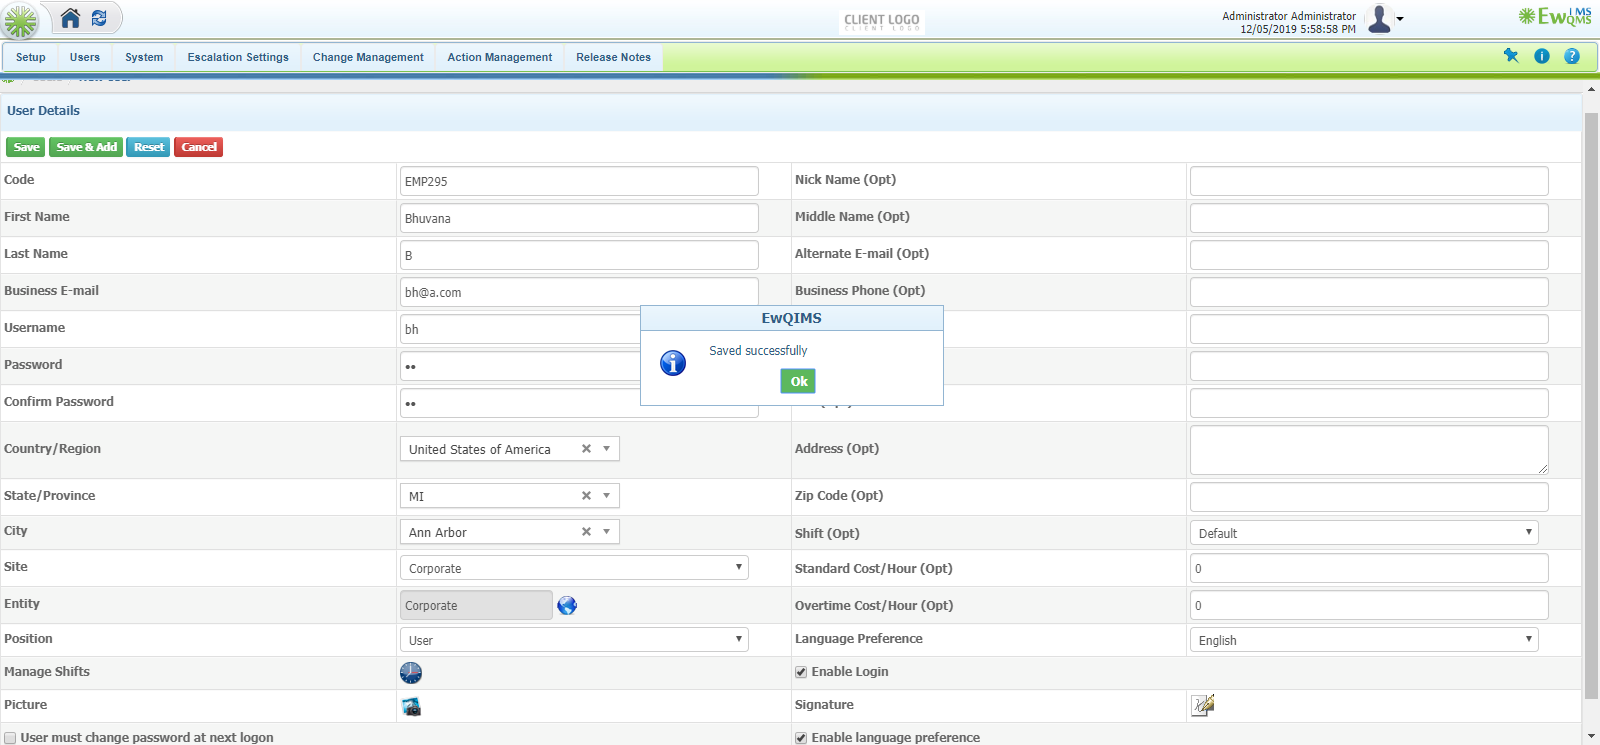 CLIENT LOGO
CLIENT LOGO
Administrator Administrator
12/05/2019 5:58:58 PM
EwQIMS
Setup Users System Escalation Settings Change Management Action Management Release Notes
User Details
Save Save & Add Reset Cancel
Code EMP295 Nick Name (Opt)
First Name Bhuvana Middle Name (Opt)
Last Name B Alternate E-mail (Opt)
Business E-mail bh@a.com Business Phone (Opt)
EwQIMS
Username bh
Saved successfully
Password ••
Ok
Confirm Password ••
Country/Region United States of America Address (Opt)
State/Province MI Zip Code (Opt)
City Ann Arbor Shift (Opt) Default
Site Corporate Standard Cost/Hour (Opt) 0
Entity Corporate Overtime Cost/Hour (Opt) 0
Position User Language Preference English
Manage Shifts Enable Login
Picture Signature
User must change password at next logon Enable language preference